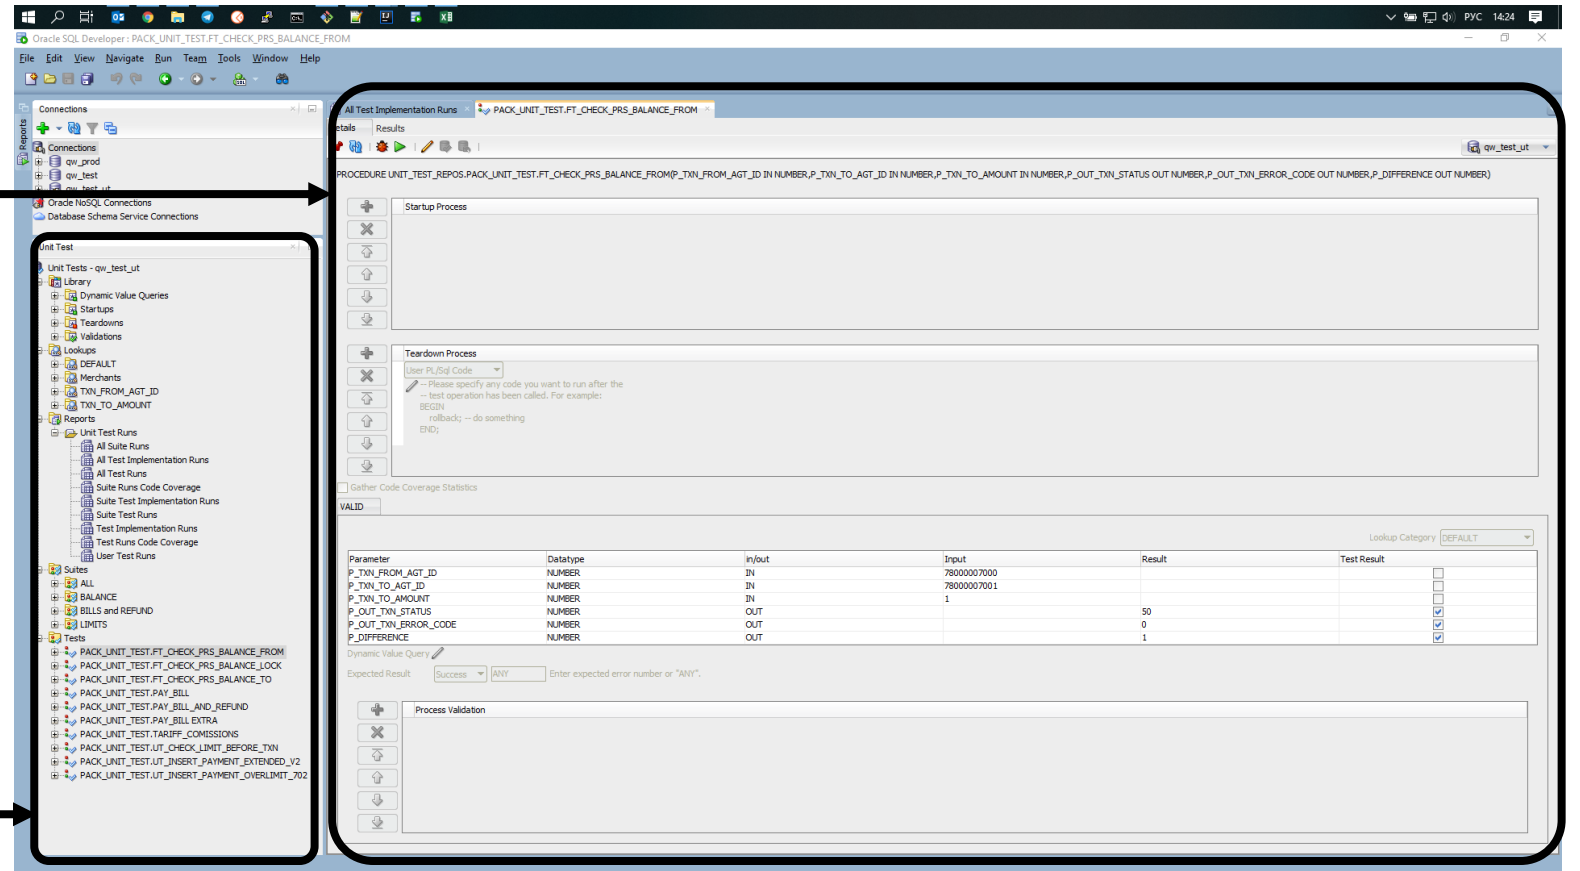 РУС 14:24
Oracle SQL Developer : PACK_UNIT_TEST.FT_CHECK_PRS_BALANCE_FROM
File Edit View Navigate Run Team Tools Window Help
Connections
Reports
Connections
qw_prod
qw_test
qw_test_ut
Oracle NoSQL Connections
Database Schema Service Connections
Unit Test
Unit Tests - qw_test_ut
Library
Dynamic Value Queries
Startups
Teardowns
Validations
Lookups
DEFAULT
Merchants
TXN_FROM_AGT_ID
TXN_TO_AMOUNT
Reports
Unit Test Runs
All Suite Runs
All Test Implementation Runs
All Test Runs
Suite Runs Code Coverage
Suite Test Implementation Runs
Suite Test Runs
Test Implementation Runs
Test Runs Code Coverage
User Test Runs
Suites
ALL
BALANCE
BILLS and REFUND
LIMITS
Tests
PACK_UNIT_TEST.FT_CHECK_PRS_BALANCE_FROM
PACK_UNIT_TEST.FT_CHECK_PRS_BALANCE_LOCK
PACK_UNIT_TEST.FT_CHECK_PRS_BALANCE_TO
PACK_UNIT_TEST.PAY_BILL
PACK_UNIT_TEST.PAY_BILL_AND_REFUND
PACK_UNIT_TEST.PAY_BILL EXTRA
PACK_UNIT_TEST.TARIFF_COMISSIONS
PACK_UNIT_TEST.UT_CHECK_LIMIT_BEFORE_TXN
PACK_UNIT_TEST.UT_INSERT_PAYMENT_EXTENDED_V2
PACK_UNIT_TEST.UT_INSERT_PAYMENT_OVERLIMIT_702
All Test Implementation Runs PACK_UNIT_TEST.FT_CHECK_PRS_BALANCE_FROM
etails Results
qw_test_ut
PROCEDURE UNIT_TEST_REPOS.PACK_UNIT_TEST.FT_CHECK_PRS_BALANCE_FROM(P_TXN_FROM_AGT_ID IN NUMBER,P_TXN_TO_AGT_ID IN NUMBER,P_TXN_TO_AMOUNT IN NUMBER,P_OUT_TXN_STATUS OUT NUMBER,P_OUT_TXN_ERROR_CODE OUT NUMBER,P_DIFFERENCE OUT NUMBER)
Startup Process
Teardown Process
User PL/Sql Code
-- Please specify any code you want to run after the
-- test operation has been called. For example:
BEGIN
rollback; -- do something
END;
Gather Code Coverage Statistics
VALID
Lookup Category DEFAULT
Parameter Datatype in/out Input Result Test Result
P_TXN_FROM_AGT_ID NUMBER IN 78000007000
P_TXN_TO_AGT_ID NUMBER IN 78000007001
P_TXN_TO_AMOUNT NUMBER IN 1
P_OUT_TXN_STATUS NUMBER OUT 50
P_OUT_TXN_ERROR_CODE NUMBER OUT 0
P_DIFFERENCE NUMBER OUT 1
Dynamic Value Query
Expected Result Success ANY Enter expected error number or "ANY".
Process Validation